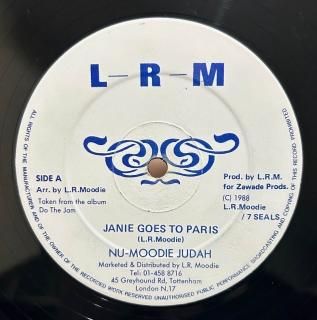 L-R-M
SIDE A
Arr. by L.R.Moodie
Taken from the album
Do The Jam
Prod. by L.R.M.
for Zawade Prods.
(C) 1988
L.R.Moodie
/ 7 SEALS
JANIE GOES TO PARIS
(L.R.Moodie)
NU-MOODIE JUDAH
Marketed & Distributed by L.R. Moodie
Tel: 01-458 8716
45 Greyhound Rd, Tottenham
London N.17
ALL RIGHTS OF THE MANUFACTURER AND OF THE OWNER OF THE RECORDED WORK RESERVED UNAUTHORISED PUBLIC PERFORMANCE BROADCASTING AND COPYING OF THIS RECORD PROHIBITED